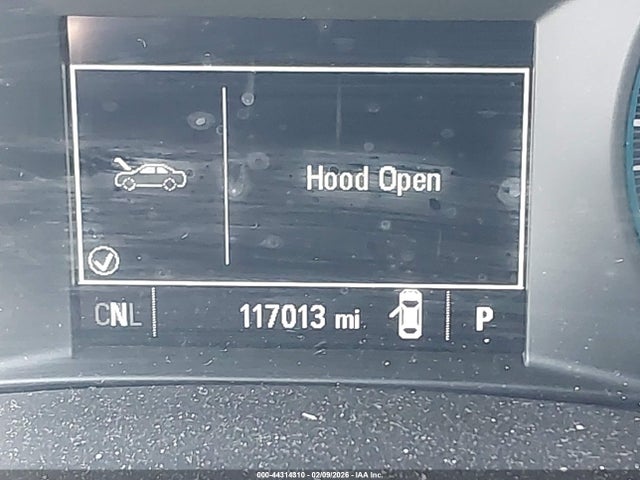 Hood Open
CNL 117013 mi P
000-44314810 - 02/09/2026 - IAA Inc.